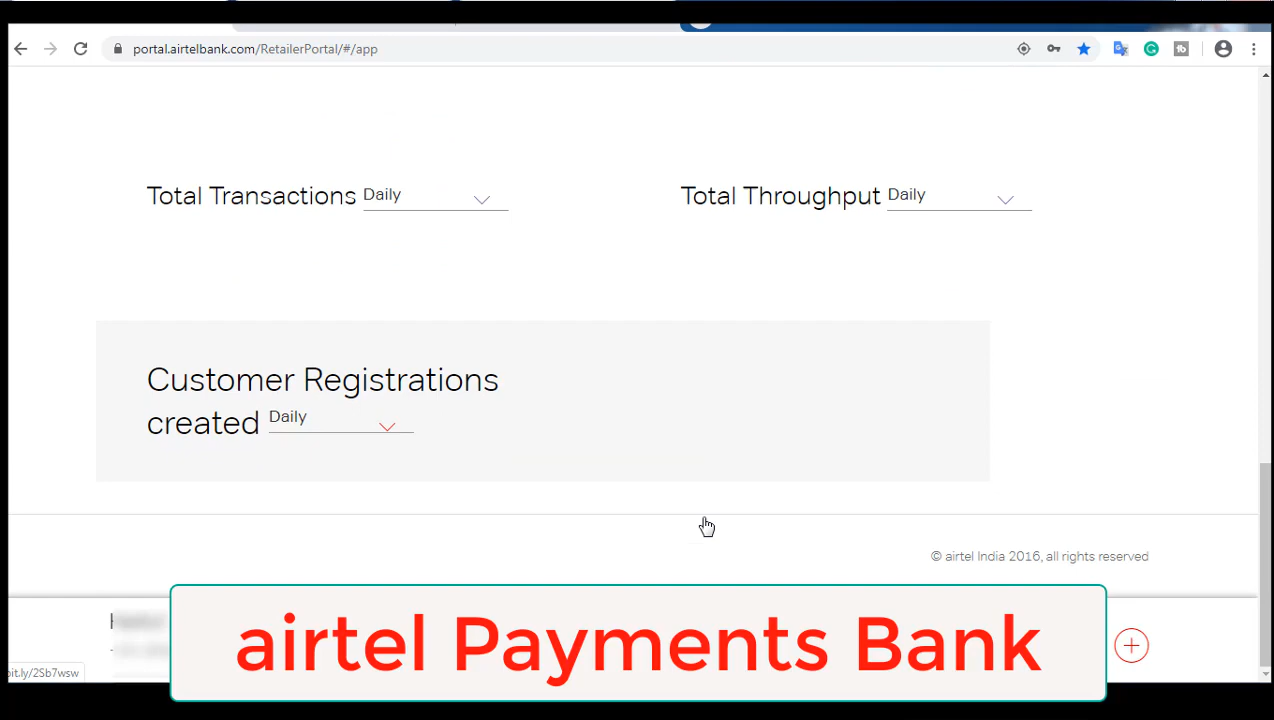 portal.airtelbank.com/RetailerPortal/#/app
Total Transactions Daily
Total Throughput Daily
Customer Registrations
created Daily
© airtel India 2016, all rights reserved
airtel Payments Bank
bit.ly/2Sb7wsw